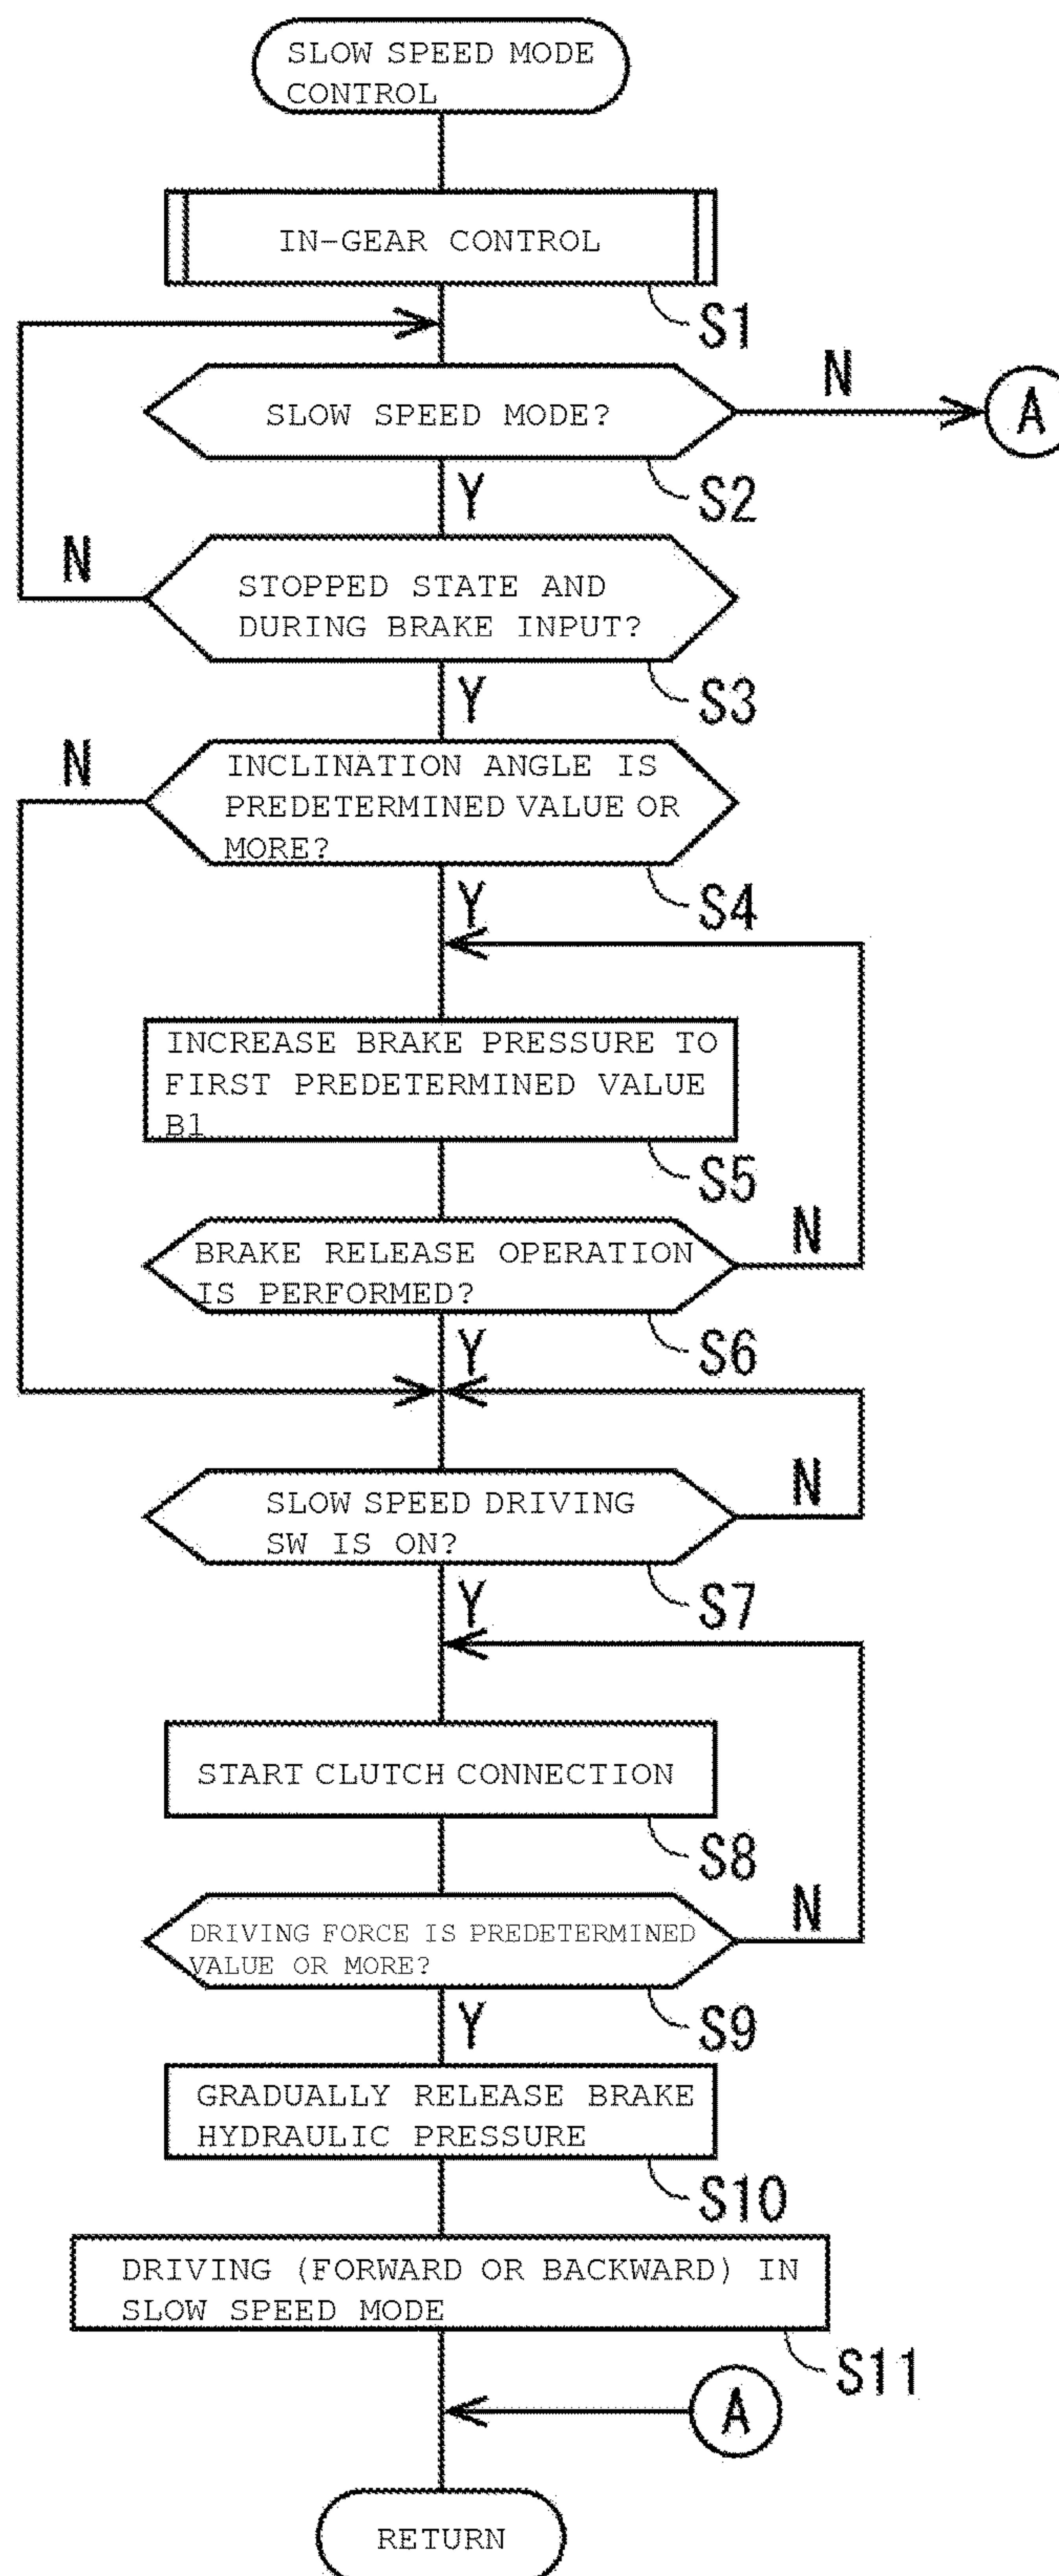 SLOW SPEED MODE
CONTROL
IN-GEAR CONTROL
S1
SLOW SPEED MODE?
N
A
S2
Y
STOPPED STATE AND
DURING BRAKE INPUT?
N
S3
Y
INCLINATION ANGLE IS
PREDETERMINED VALUE OR
MORE?
N
S4
Y
INCREASE BRAKE PRESSURE TO
FIRST PREDETERMINED VALUE
B1
S5
BRAKE RELEASE OPERATION
IS PERFORMED?
N
S6
Y
SLOW SPEED DRIVING
SW IS ON?
N
S7
Y
START CLUTCH CONNECTION
S8
DRIVING FORCE IS PREDETERMINED
VALUE OR MORE?
N
S9
Y
GRADUALLY RELEASE BRAKE
HYDRAULIC PRESSURE
S10
DRIVING (FORWARD OR BACKWARD) IN
SLOW SPEED MODE
S11
A
RETURN